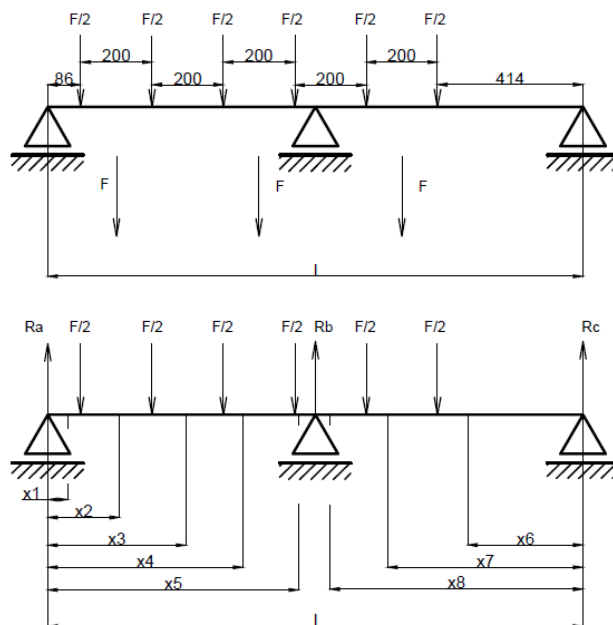 F/2 F/2 F/2 F/2 F/2 F/2
200 200 200
86 200 200 414
F F F
l
Ra F/2 F/2 F/2 F/2 Rb F/2 F/2 Rc
x1
x2 x6
x3 x7
x4
x5 x8
l